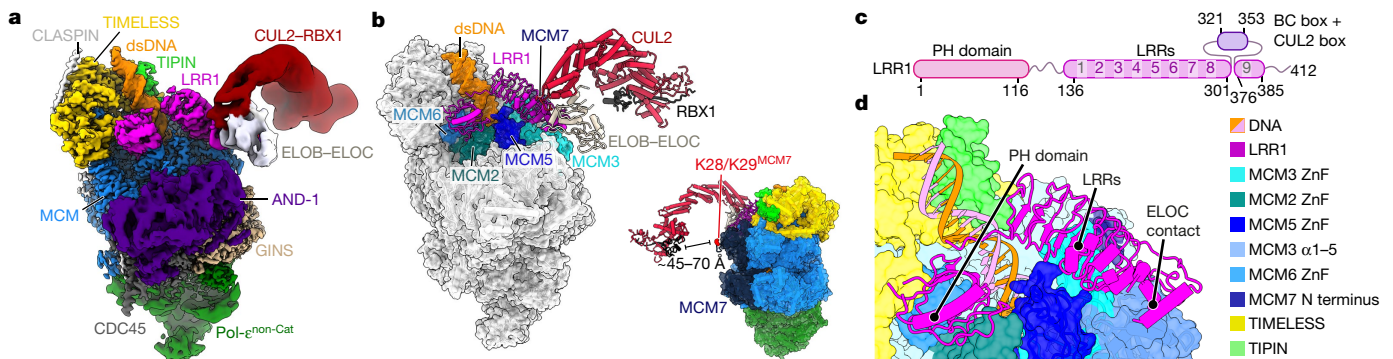 a
TIMELESS
CLASPIN
dsDNA
TIPIN
LRR1
CUL2–RBX1
ELOB–ELOC
MCM
AND-1
GINS
CDC45
Pol-ε^non-Cat
b
dsDNA
MCM7
LRR1
CUL2
RBX1
MCM6
ELOB–ELOC
MCM5
MCM3
MCM2
K28/K29^MCM7
~45–70 Å
MCM7
c
321 353 BC box +
CUL2 box
PH domain LRRs
LRR1 1 2 3 4 5 6 7 8 9 412
1 116 136 301 385
376
d
PH domain
LRRs
ELOC
contact
DNA
LRR1
MCM3 ZnF
MCM2 ZnF
MCM5 ZnF
MCM3 α1–5
MCM6 ZnF
MCM7 N terminus
TIMELESS
TIPIN